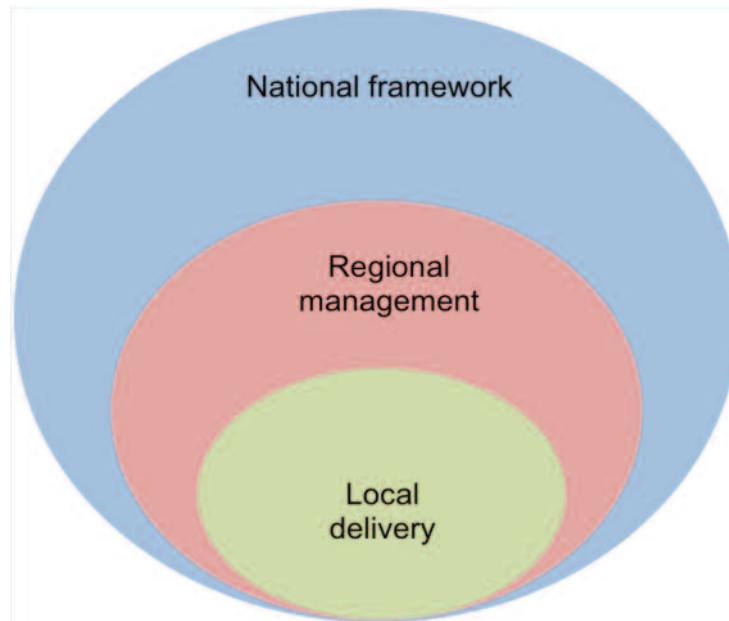 National framework
Regional
management
Local
delivery